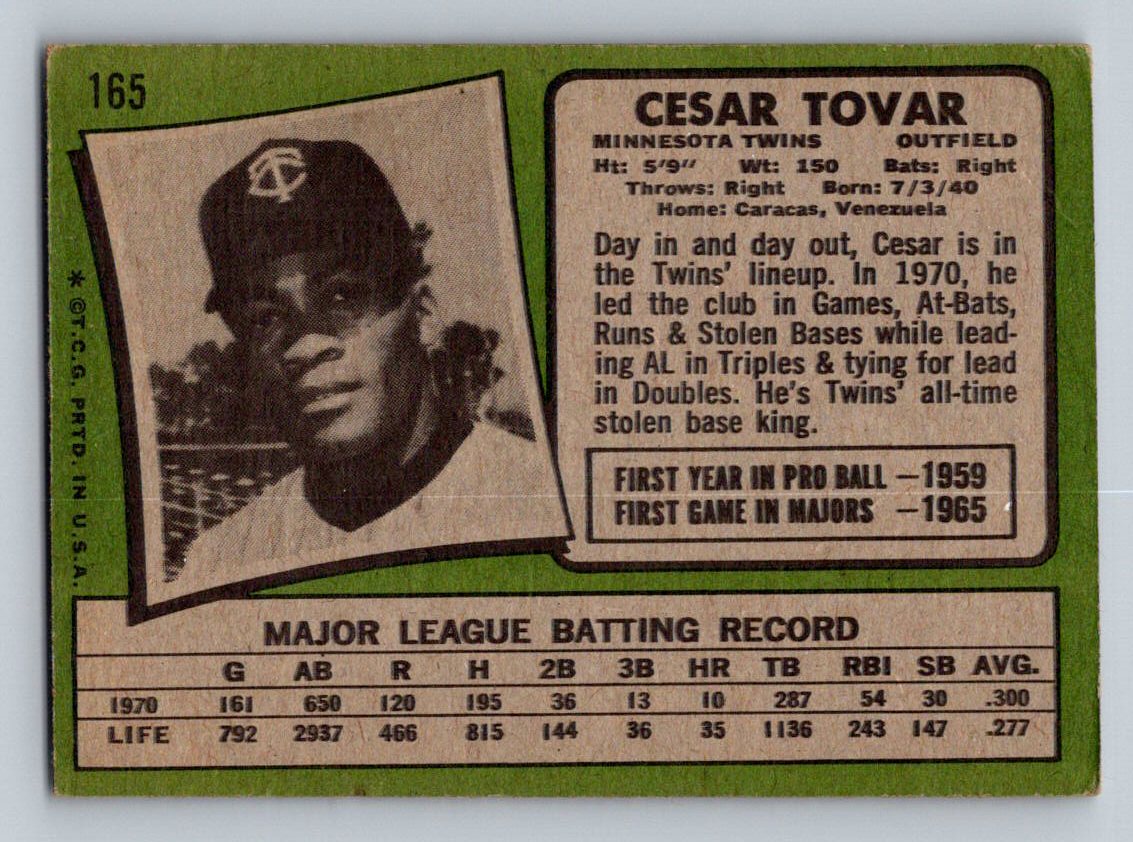 165
CESAR TOVAR
MINNESOTA TWINS OUTFIELD
Ht: 5'9" Wt: 150 Bats: Right
Throws: Right Born: 7/3/40
Home: Caracas, Venezuela
Day in and day out, Cesar is in
the Twins' lineup. In 1970, he
led the club in Games, At-Bats,
Runs & Stolen Bases while lead-
ing AL in Triples & tying for lead
in Doubles. He's Twins' all-time
stolen base king.
FIRST YEAR IN PRO BALL —1959
FIRST GAME IN MAJORS —1965
TC
* ©T.C.G. PRTD. IN U.S.A.
MAJOR LEAGUE BATTING RECORD
G AB R H 2B 3B HR TB RBI SB AVG.
1970 161 650 120 195 36 13 10 287 54 30 .300
LIFE 792 2937 466 815 144 36 35 1136 243 147 .277